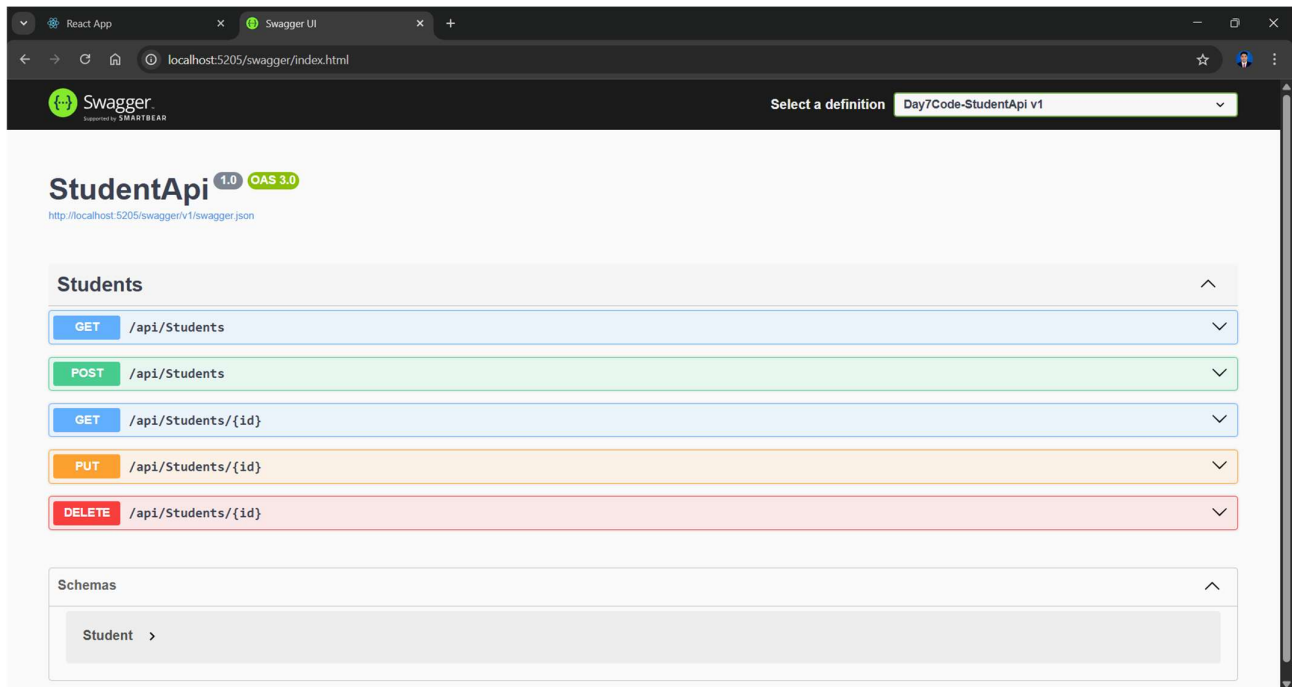 React App
Swagger UI
localhost:5205/swagger/index.html
Swagger.
Supported by SMARTBEAR
Select a definition
Day7Code-StudentApi v1
StudentApi 1.0 OAS 3.0
http://localhost:5205/swagger/v1/swagger.json
Students
GET /api/Students
POST /api/Students
GET /api/Students/{id}
PUT /api/Students/{id}
DELETE /api/Students/{id}
Schemas
Student